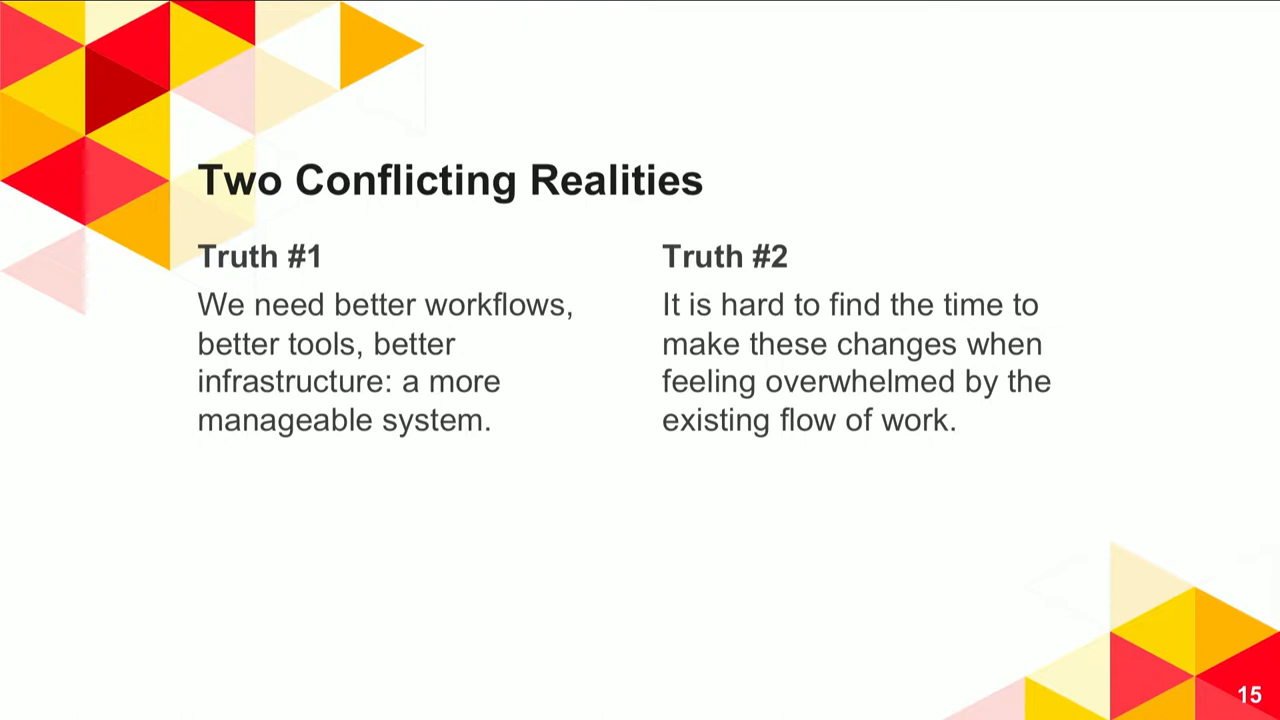 Two Conflicting Realities
Truth #1
We need better workflows,
better tools, better
infrastructure: a more
manageable system.
Truth #2
It is hard to find the time to
make these changes when
feeling overwhelmed by the
existing flow of work.
15